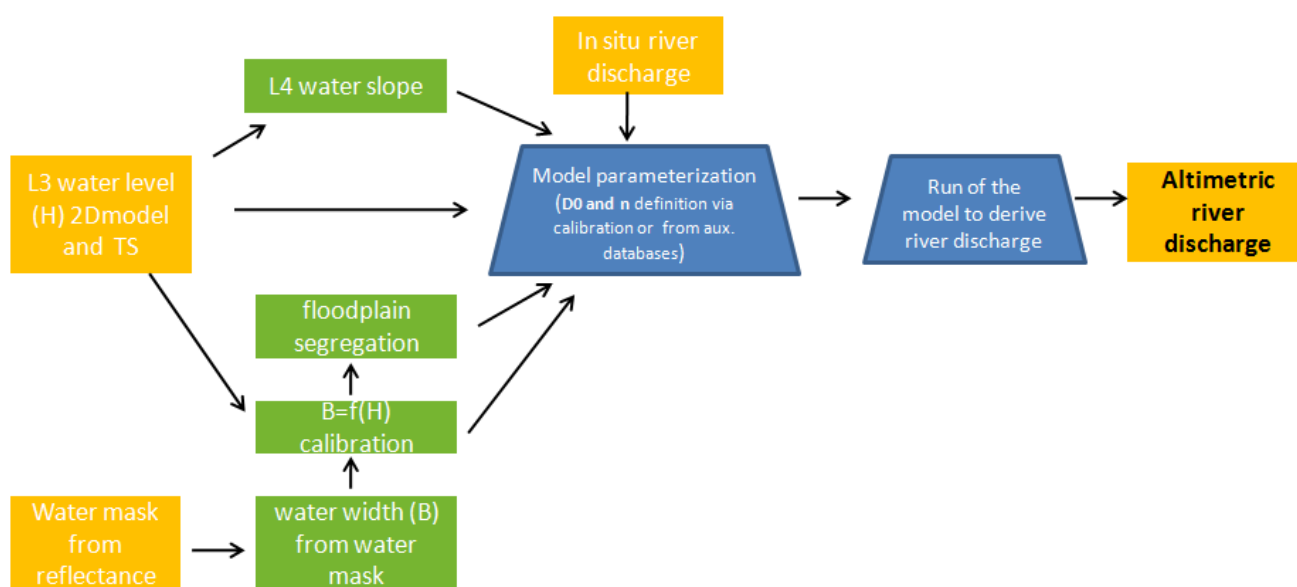 In situ river
discharge
L4 water slope
L3 water level
(H) 2Dmodel
and TS
Model parameterization
(D0 and n definition via
calibration or from aux.
databases)
Run of the
model to derive
river discharge
Altimetric
river
discharge
floodplain
segregation
B=f(H)
calibration
Water mask
from
reflectance
water width (B)
from water
mask